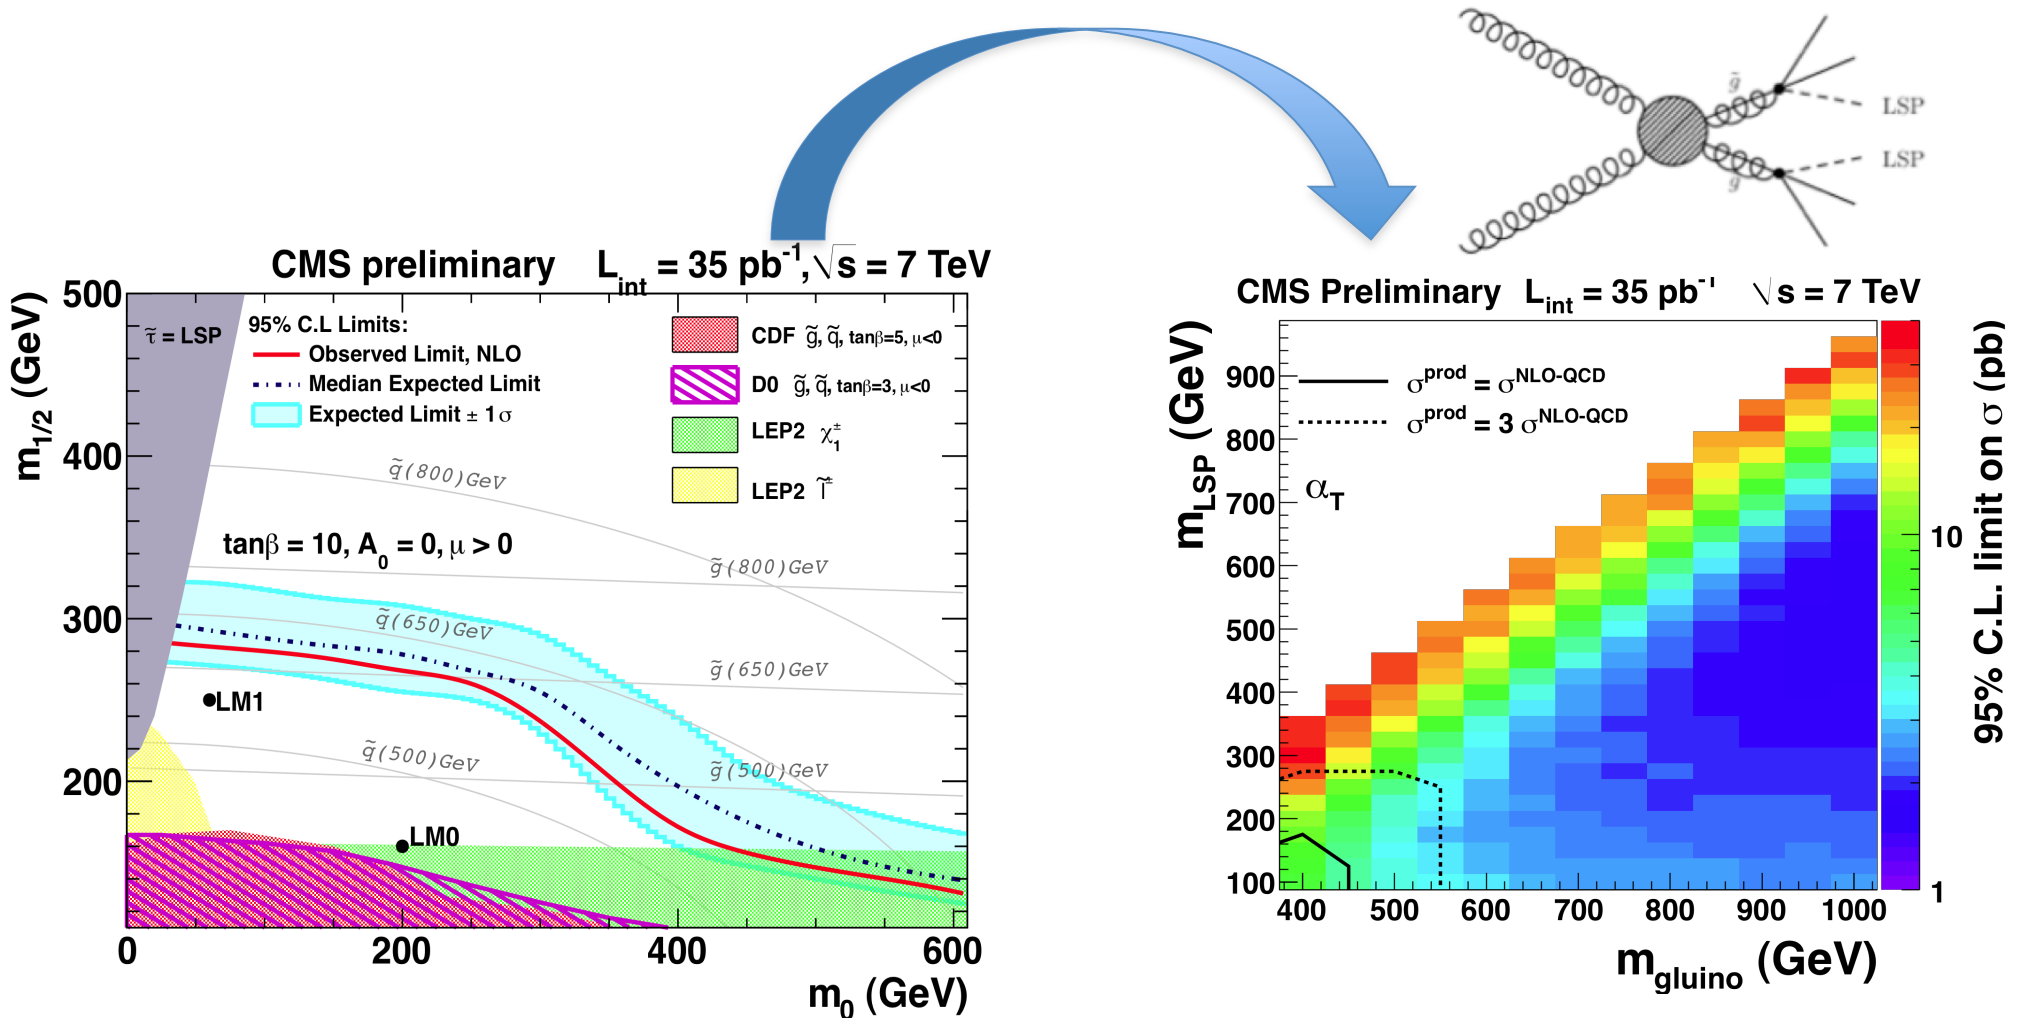 g̃
LSP
LSP
g̃
CMS preliminary L_int = 35 pb⁻¹, √s = 7 TeV
m_1/2 (GeV)
500
400
300
200
τ̃ = LSP
95% C.L Limits:
Observed Limit, NLO
Median Expected Limit
Expected Limit ± 1 σ
CDF g̃, q̃, tanβ=5, μ<0
D0 g̃, q̃, tanβ=3, μ<0
LEP2 χ₁±
LEP2 l̃±
q̃(800)GeV
tanβ = 10, A₀ = 0, μ > 0
g̃(800)GeV
q̃(650)GeV
g̃(650)GeV
LM1
q̃(500)GeV
g̃(500)GeV
LM0
0 200 400 600
m₀ (GeV)
CMS Preliminary L_int = 35 pb⁻¹ √s = 7 TeV
m_LSP (GeV)
900
800
700
600
500
400
300
200
100
σ^prod = σ^NLO-QCD
σ^prod = 3 σ^NLO-QCD
α_T
400 500 600 700 800 900 1000
m_gluino (GeV)
10
1
95% C.L. limit on σ (pb)